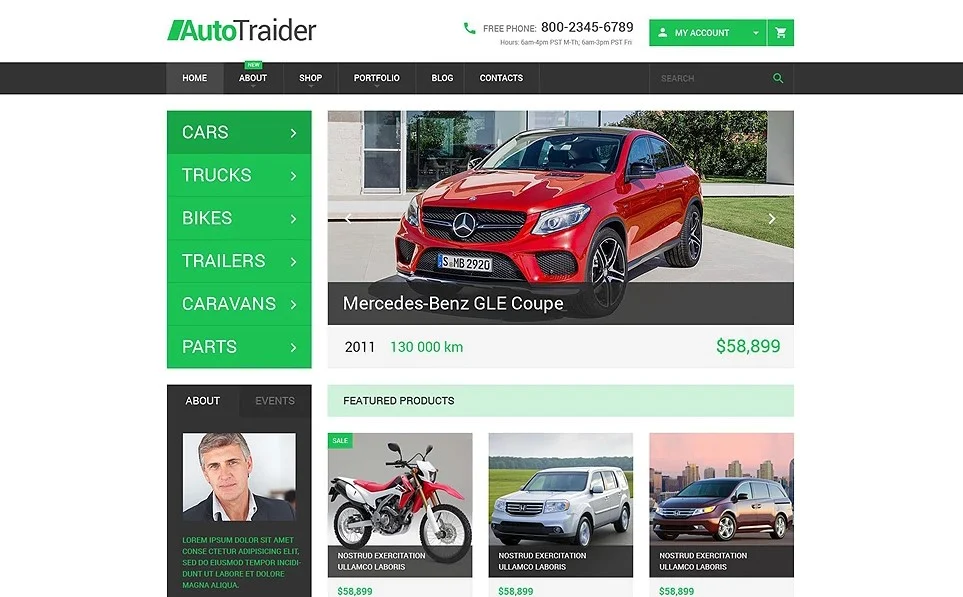 AutoTraider
FREE PHONE: 800-2345-6789
Hours: 6am-4pm PST M-Th; 6am-3pm PST Fri
MY ACCOUNT
NEW
HOME ABOUT SHOP PORTFOLIO BLOG CONTACTS SEARCH
CARS
TRUCKS
BIKES
TRAILERS
CARAVANS
PARTS
S MB 2920
Mercedes-Benz GLE Coupe
2011 130 000 km $58,899
ABOUT EVENTS
LOREM IPSUM DOLOR SIT AMET
CONSE CTETUR ADIPISICING ELIT,
SED DO EIUSMOD TEMPOR INCIDI-
DUNT UT LABORE ET DOLORE
MAGNA ALIQUA.
FEATURED PRODUCTS
SALE
NOSTRUD EXERCITATION
ULLAMCO LABORIS
$58,899
NOSTRUD EXERCITATION
ULLAMCO LABORIS
$58,899
NOSTRUD EXERCITATION
ULLAMCO LABORIS
$58,899